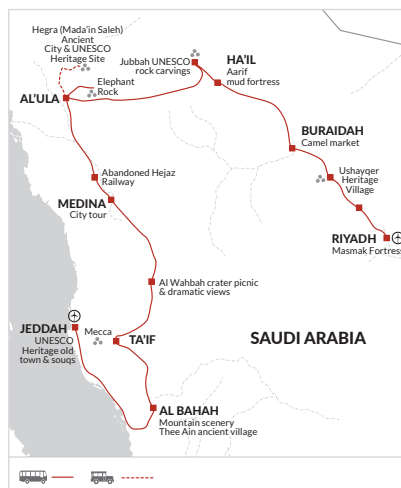 Hegra (Mada'in Saleh)
Ancient
City & UNESCO
Heritage Site
Elephant
Rock
AL'ULA
Jubbah UNESCO
rock carvings
HA'IL
Aarif
mud fortress
BURAIDAH
Camel market
Ushayqer
Heritage
Village
RIYADH
Masmak Fortress
Abandoned Hejaz
Railway
MEDINA
City tour
Al Wahbah crater picnic
& dramatic views
JEDDAH
UNESCO
Heritage old
town & souqs
Mecca
TA'IF
SAUDI ARABIA
AL BAHAH
Mountain scenery
Thee Ain ancient village